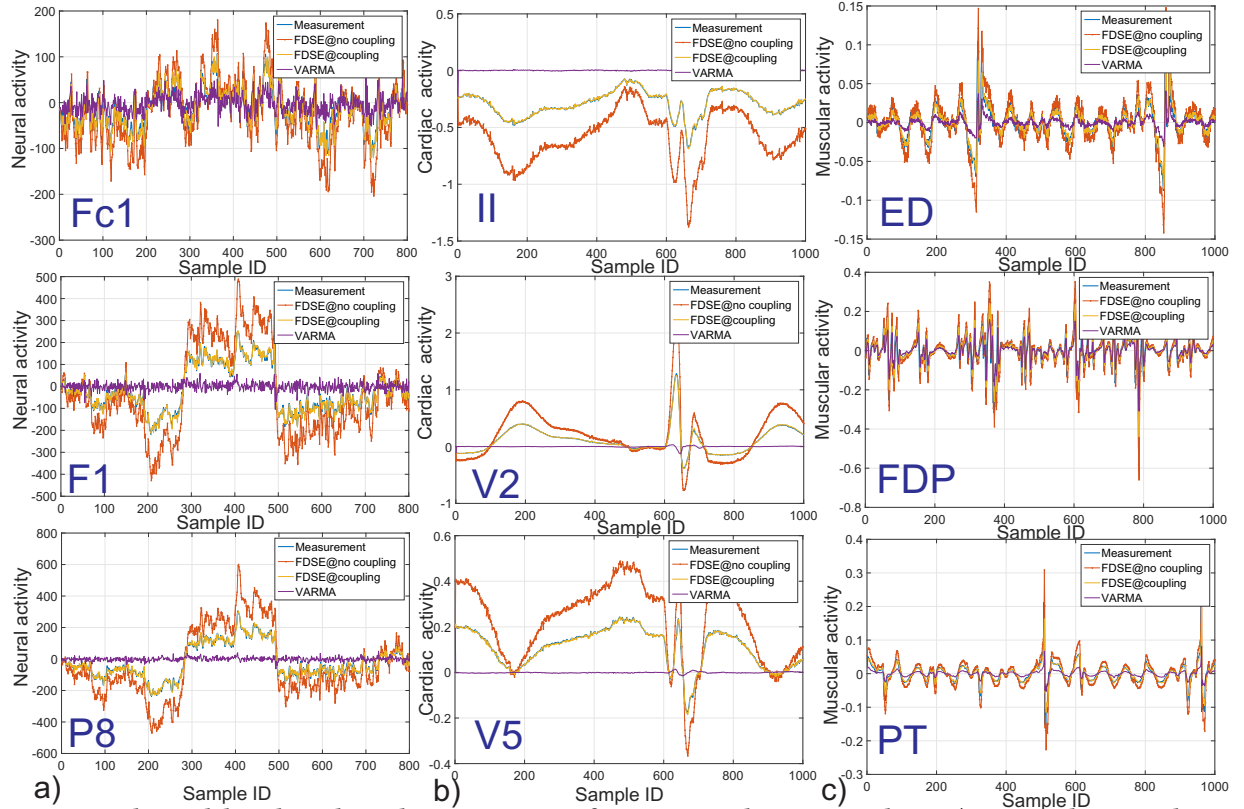 200
100
0
-100
-200
-300
0 100 200 300 400 500 600 700 800
Neural activity
Sample ID
Measurement
FDSE@no coupling
FDSE@coupling
VARMA
Fc1
0.5
0
-0.5
-1
-1.5
0 200 400 600 800 1000
Cardiac activity
Sample ID
Measurement
FDSE@no coupling
FDSE@coupling
VARMA
II
0.15
0.1
0.05
0
-0.05
-0.1
-0.15
0 200 400 600 800 1000
Muscular activity
Sample ID
Measurement
FDSE@no coupling
FDSE@coupling
VARMA
ED
500
400
300
200
100
0
-100
-200
-300
-400
-500
0 100 200 300 400 500 600 700 800
Neural activity
Sample ID
Measurement
FDSE@no coupling
FDSE@coupling
VARMA
F1
3
2
1
0
-1
0 200 400 600 800 1000
Cardiac activity
Sample ID
Measurement
FDSE@no coupling
FDSE@coupling
VARMA
V2
0.4
0.2
0
-0.2
-0.4
-0.6
-0.8
0 200 400 600 800 1000
Muscular activity
Sample ID
Measurement
FDSE@no coupling
FDSE@coupling
VARMA
FDP
800
600
400
200
0
-200
-400
-600
0 100 200 300 400 500 600 700 800
Neural activity
Sample ID
Measurement
FDSE@no coupling
FDSE@coupling
VARMA
P8
a)
0.6
0.4
0.2
0
-0.2
-0.4
0 200 400 600 800 1000
Cardiac activity
Sample ID
Measurement
FDSE@no coupling
FDSE@coupling
VARMA
V5
b)
0.4
0.3
0.2
0.1
0
-0.1
-0.2
-0.3
0 200 400 600 800 1000
Muscular activity
Sample ID
Measurement
FDSE@no coupling
FDSE@coupling
VARMA
PT
c)